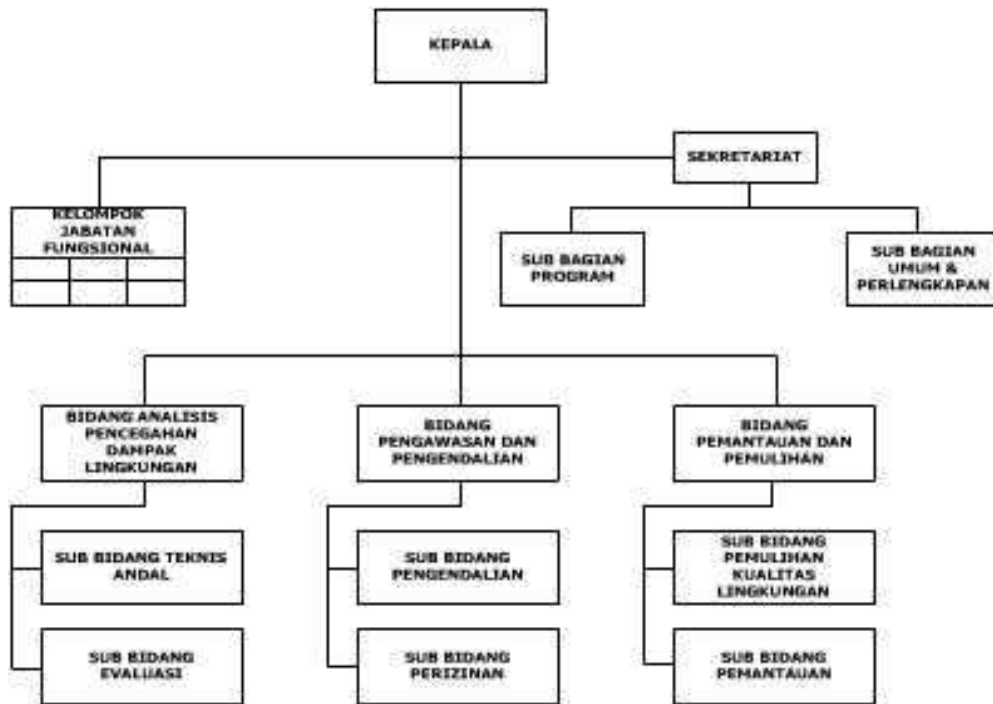 KEPALA
SEKRETARIAT
KELOMPOK
JABATAN
FUNGSIONAL
SUB BAGIAN
PROGRAM
SUB BAGIAN
UMUM &
PERLENGKAPAN
BIDANG ANALISIS
PENCEGAHAN
DAMPAK
LINGKUNGAN
BIDANG
PENGAWASAN DAN
PENGENDALIAN
BIDANG
PEMANTAUAN DAN
PEMULIHAN
SUB BIDANG TEKNIS
ANDAL
SUB BIDANG
PENGENDALIAN
SUB BIDANG
PEMULIHAN
KUALITAS
LINGKUNGAN
SUB BIDANG
EVALUASI
SUB BIDANG
PERIZINAN
SUB BIDANG
PEMANTAUAN